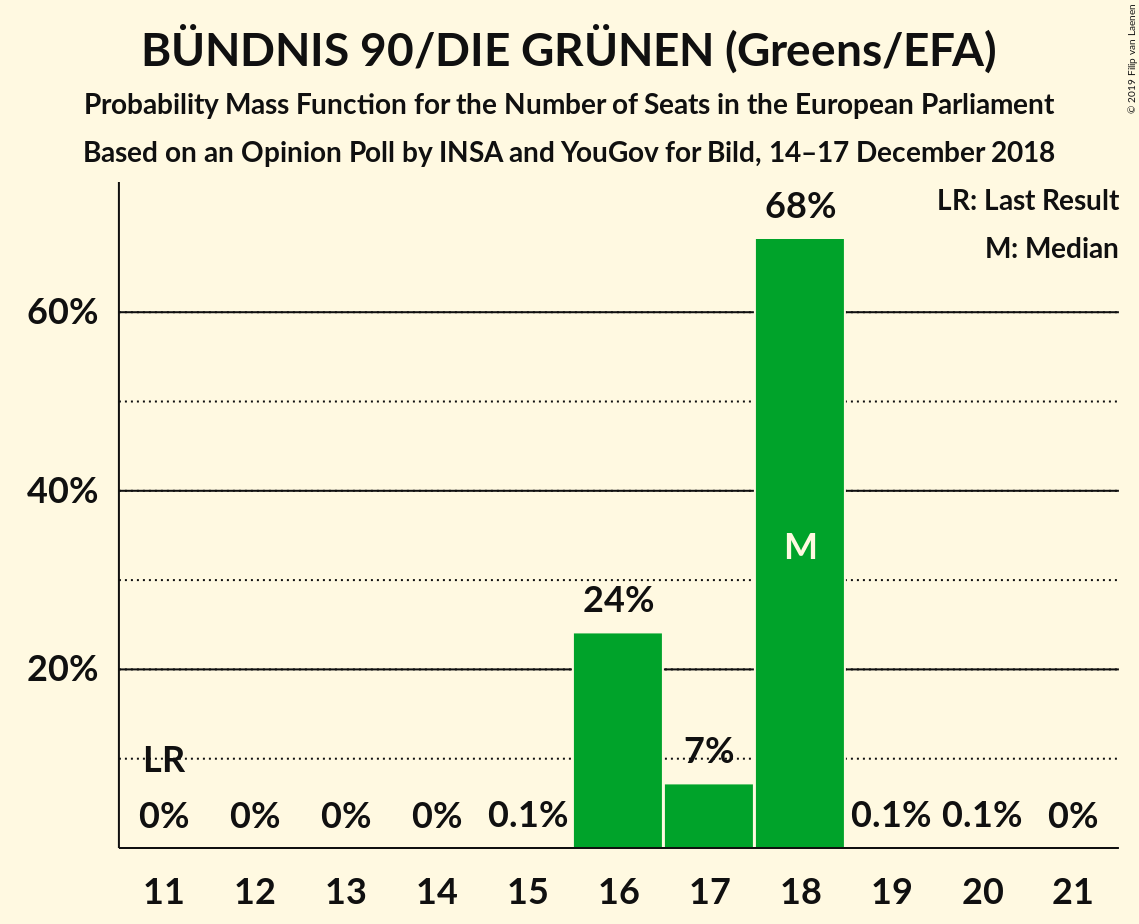 BÜNDNIS 90/DIE GRÜNEN (Greens/EFA)
Probability Mass Function for the Number of Seats in the European Parliament
Based on an Opinion Poll by INSA and YouGov for Bild, 14–17 December 2018
© 2019 Filip van Laenen
LR: Last Result
M: Median
68%
60%
40%
M
24%
20%
7%
LR
0% 0% 0% 0% 0.1% 0.1% 0.1% 0%
11 12 13 14 15 16 17 18 19 20 21